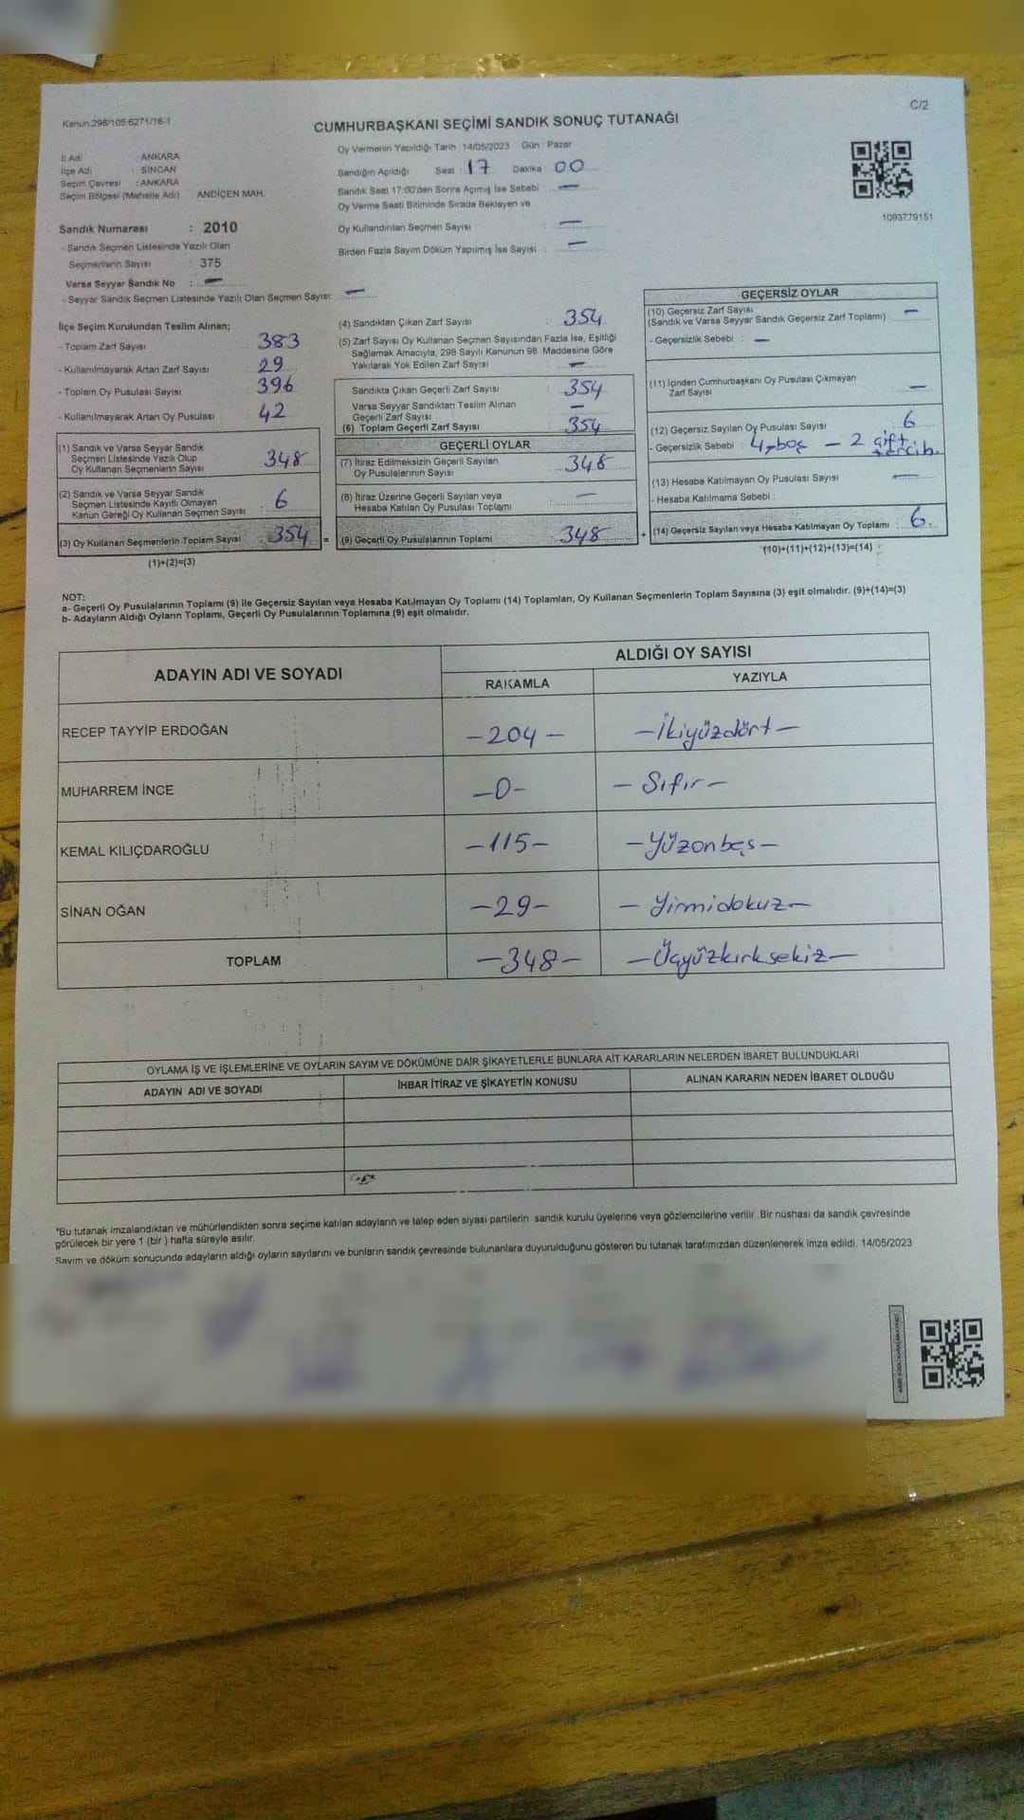 C/2
Kanun:298/105 6271/16-1
CUMHURBAŞKANI SEÇİMİ SANDIK SONUÇ TUTANAĞI
İl Adı : ANKARA
İlçe Adı : SİNCAN
Seçim Çevresi : ANKARA
Seçim Bölgesi (Mahalle Adı) ANDİÇEN MAH.
Sandık Numarası : 2010
- Sandık Seçmen Listesinde Yazılı Olan
Seçmenlerin Sayısı : 375
Varsa Seyyar Sandık No : —
- Seyyar Sandık Seçmen Listesinde Yazılı Olan Seçmen Sayısı: —
Oy Vermenin Yapıldığı Tarih 14/05/2023 Gün : Pazar
Sandığın Açıldığı Saat : 17 Dakika : 00
Sandık Saat 17:00'den Sonra Açılmış İse Sebebi —
Oy Verme Saati Bitiminde Sırada Bekleyen ve
Oy Kullandırılan Seçmen Sayısı —
Birden Fazla Sayım Döküm Yapılmış İse Sayısı : —
1093779151
İlçe Seçim Kurulundan Teslim Alınan;
- Toplam Zarf Sayısı : 383
- Kullanılmayarak Artan Zarf Sayısı : 29
- Toplam Oy Pusulası Sayısı : 396
- Kullanılmayarak Artan Oy Pusulası : 42
(1) Sandık ve Varsa Seyyar Sandık
Seçmen Listesinde Yazılı Olup
Oy Kullanan Seçmenlerin Sayısı : 348
(2) Sandık ve Varsa Seyyar Sandık
Seçmen Listesinde Kayıtlı Olmayan
Kanun Gereği Oy Kullanan Seçmen Sayısı : 6
(3) Oy Kullanan Seçmenlerin Toplam Sayısı : 354
(1)+(2)=(3)
(4) Sandıktan Çıkan Zarf Sayısı : 354
(5) Zarf Sayısı Oy Kullanan Seçmen Sayısından Fazla İse, Eşitliği
Sağlamak Amacıyla, 298 Sayılı Kanunun 98. Maddesine Göre
Yakılarak Yok Edilen Zarf Sayısı : —
Sandıkta Çıkan Geçerli Zarf Sayısı : 354
Varsa Seyyar Sandıktan Teslim Alınan
Geçerli Zarf Sayısı : —
(6) Toplam Geçerli Zarf Sayısı : 354
GEÇERLİ OYLAR
(7) İtiraz Edilmeksizin Geçerli Sayılan
Oy Pusulalarının Sayısı : 348
(8) İtiraz Üzerine Geçerli Sayılan veya
Hesaba Katılan Oy Pusulası Toplamı : —
= (9) Geçerli Oy Pusulalarının Toplamı : 348
GEÇERSİZ OYLAR
(10) Geçersiz Zarf Sayısı
(Sandık ve Varsa Seyyar Sandık Geçersiz Zarf Toplamı) : —
- Geçersizlik Sebebi : —
(11) İçinden Cumhurbaşkanı Oy Pusulası Çıkmayan
Zarf Sayısı —
(12) Geçersiz Sayılan Oy Pusulası Sayısı : 6
- Geçersizlik Sebebi : 4 boş - 2 çift tercih.
(13) Hesaba Katılmayan Oy Pusulası Sayısı : —
- Hesaba Katılmama Sebebi :
+ (14) Geçersiz Sayılan veya Hesaba Katılmayan Oy Toplamı : 6.
(10)+(11)+(12)+(13)=(14)
NOT:
a- Geçerli Oy Pusulalarının Toplamı (9) ile Geçersiz Sayılan veya Hesaba Katılmayan Oy Toplamı (14) Toplamları, Oy Kullanan Seçmenlerin Toplam Sayısına (3) eşit olmalıdır. (9)+(14)=(3)
b- Adayların Aldığı Oyların Toplamı, Geçerli Oy Pusulalarının Toplamına (9) eşit olmalıdır.
ADAYIN ADI VE SOYADI
ALDIĞI OY SAYISI
RAKAMLA YAZIYLA
RECEP TAYYİP ERDOĞAN -204- -İkiyüzdört-
MUHARREM İNCE -0- -Sıfır-
KEMAL KILIÇDAROĞLU -115- -Yüzonbeş-
SİNAN OĞAN -29- -Yirmidokuz-
TOPLAM -348- -Üçyüzkırksekiz-
OYLAMA İŞ VE İŞLEMLERİNE VE OYLARIN SAYIM VE DÖKÜMÜNE DAİR ŞİKAYETLERLE BUNLARA AİT KARARLARIN NELERDEN İBARET BULUNDUKLARI
ADAYIN ADI VE SOYADI İHBAR İTİRAZ VE ŞİKAYETİN KONUSU ALINAN KARARIN NEDEN İBARET OLDUĞU
*Bu tutanak imzalandıktan ve mühürlendikten sonra seçime katılan adayların ve talep eden siyasi partilerin sandık kurulu üyelerine veya gözlemcilerine verilir. Bir nüshası da sandık çevresinde
görülecek bir yere 1 (bir ) hafta süreyle asılır.
Sayım ve döküm sonucunda adayların aldığı oyların sayılarını ve bunların sandık çevresinde bulunanlara duyurulduğunu gösteren bu tutanak tarafımızdan düzenlenerek imza edildi. 14/05/2023